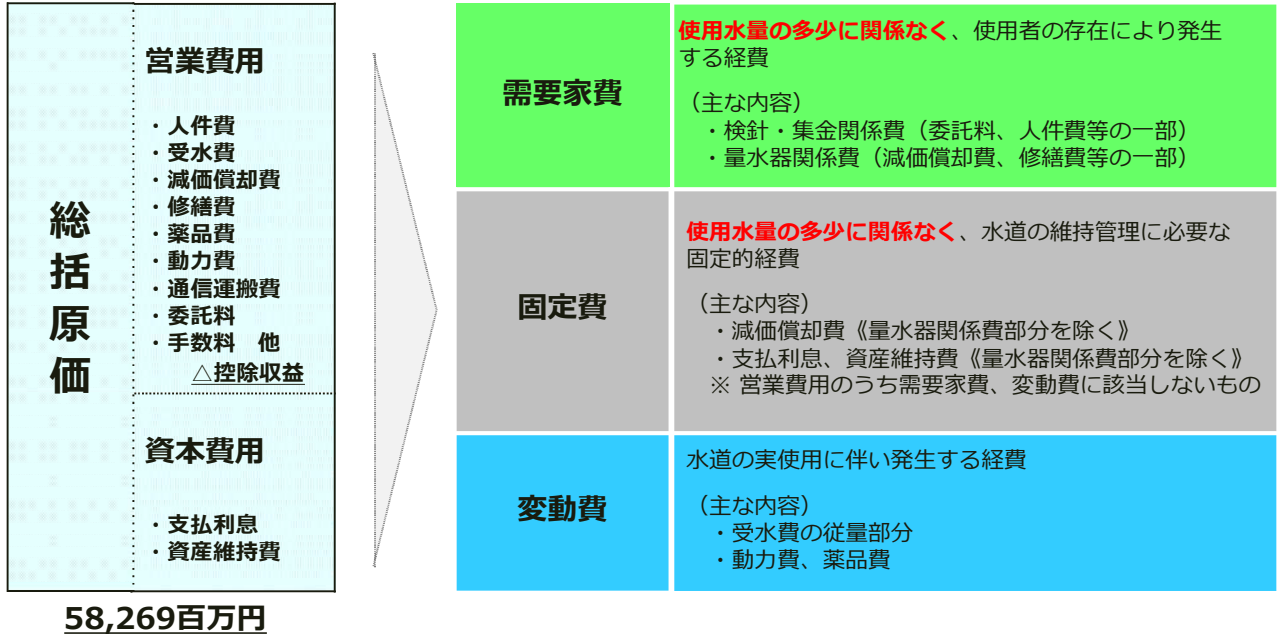 総括原価
営業費用
・人件費
・受水費
・減価償却費
・修繕費
・薬品費
・動力費
・通信運搬費
・委託料
・手数料　他
△控除収益
資本費用
・支払利息
・資産維持費
58,269百万円
需要家費
使用水量の多少に関係なく、使用者の存在により発生
する経費
（主な内容）
・検針・集金関係費（委託料、人件費等の一部）
・量水器関係費（減価償却費、修繕費等の一部）
固定費
使用水量の多少に関係なく、水道の維持管理に必要な
固定的経費
（主な内容）
・減価償却費《量水器関係費部分を除く》
・支払利息、資産維持費《量水器関係費部分を除く》
※ 営業費用のうち需要家費、変動費に該当しないもの
変動費
水道の実使用に伴い発生する経費
（主な内容）
・受水費の従量部分
・動力費、薬品費